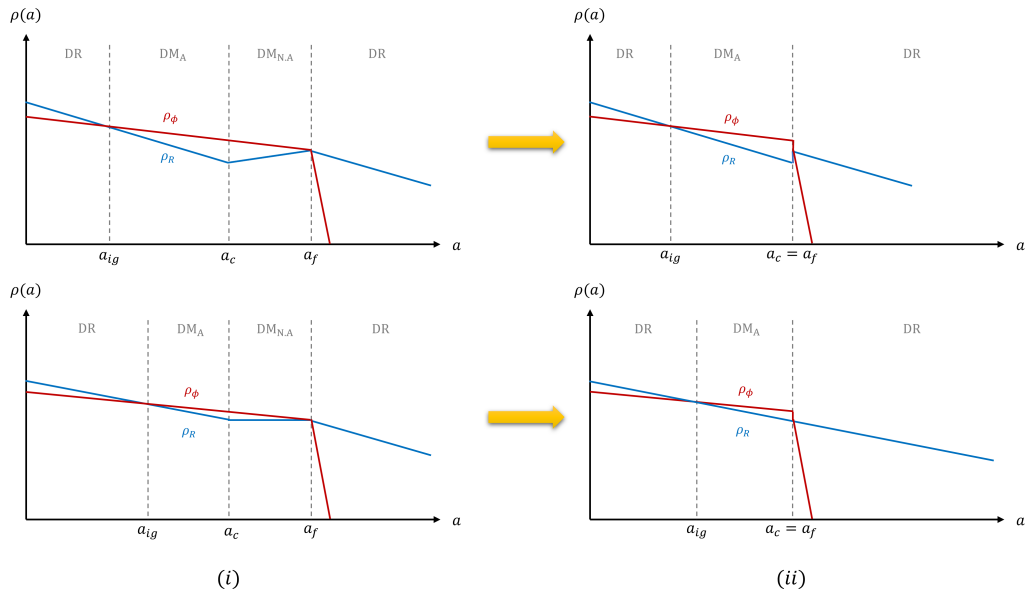 ρ(a)
ρ(a)
DR DM_A DM_N.A DR
DR DM_A DR
ρ_ϕ
ρ_R
ρ_ϕ
ρ_R
a
a
a_ig a_c a_f
a_ig a_c = a_f
ρ(a)
ρ(a)
DR DM_A DM_N.A DR
DR DM_A DR
ρ_ϕ
ρ_R
ρ_ϕ
ρ_R
a
a
a_ig a_c a_f
a_ig a_c = a_f
(i)
(ii)